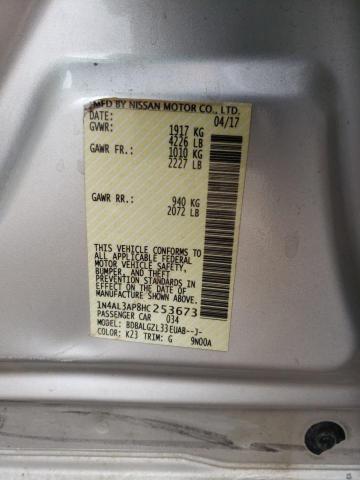 MFD BY NISSAN MOTOR CO., LTD.
DATE: 04/17
GVWR: 1917 KG
4226 LB
GAWR FR.: 1010 KG
2227 LB
GAWR RR.: 940 KG
2072 LB
THIS VEHICLE CONFORMS TO
ALL APPLICABLE FEDERAL
MOTOR VEHICLE SAFETY,
BUMPER, AND THEFT
PREVENTION STANDARDS IN
EFFECT ON THE DATE OF
MANUFACTURE SHOWN ABOVE.
1N4AL3AP8HC253673
PASSENGER CAR 034
MODEL: BDBALGZL33EUA8--J-
COLOR: K23 TRIM: G 9N00A